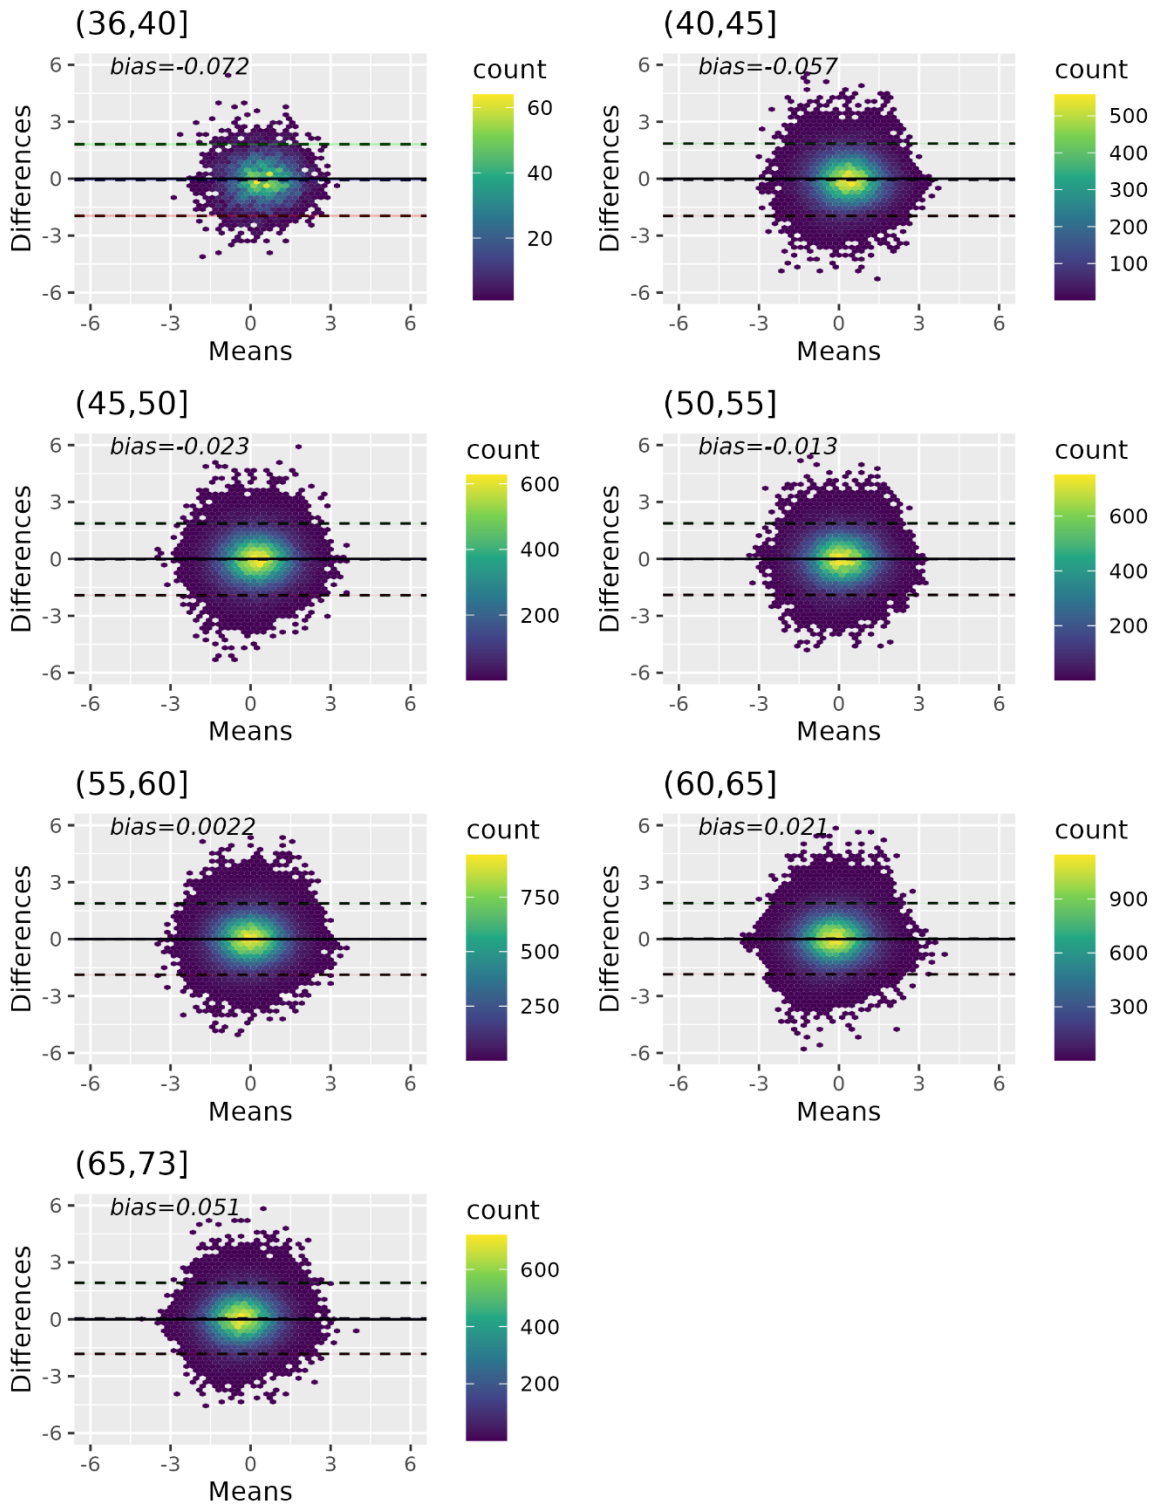 (36,40]
bias=-0.072
6
3
0
-3
-6
Differences
-6 -3 0 3 6
Means
count
60
40
20
(40,45]
bias=-0.057
6
3
0
-3
-6
Differences
-6 -3 0 3 6
Means
count
500
400
300
200
100
(45,50]
bias=-0.023
6
3
0
-3
-6
Differences
-6 -3 0 3 6
Means
count
600
400
200
(50,55]
bias=-0.013
6
3
0
-3
-6
Differences
-6 -3 0 3 6
Means
count
600
400
200
(55,60]
bias=0.0022
6
3
0
-3
-6
Differences
-6 -3 0 3 6
Means
count
750
500
250
(60,65]
bias=0.021
6
3
0
-3
-6
Differences
-6 -3 0 3 6
Means
count
900
600
300
(65,73]
bias=0.051
6
3
0
-3
-6
Differences
-6 -3 0 3 6
Means
count
600
400
200